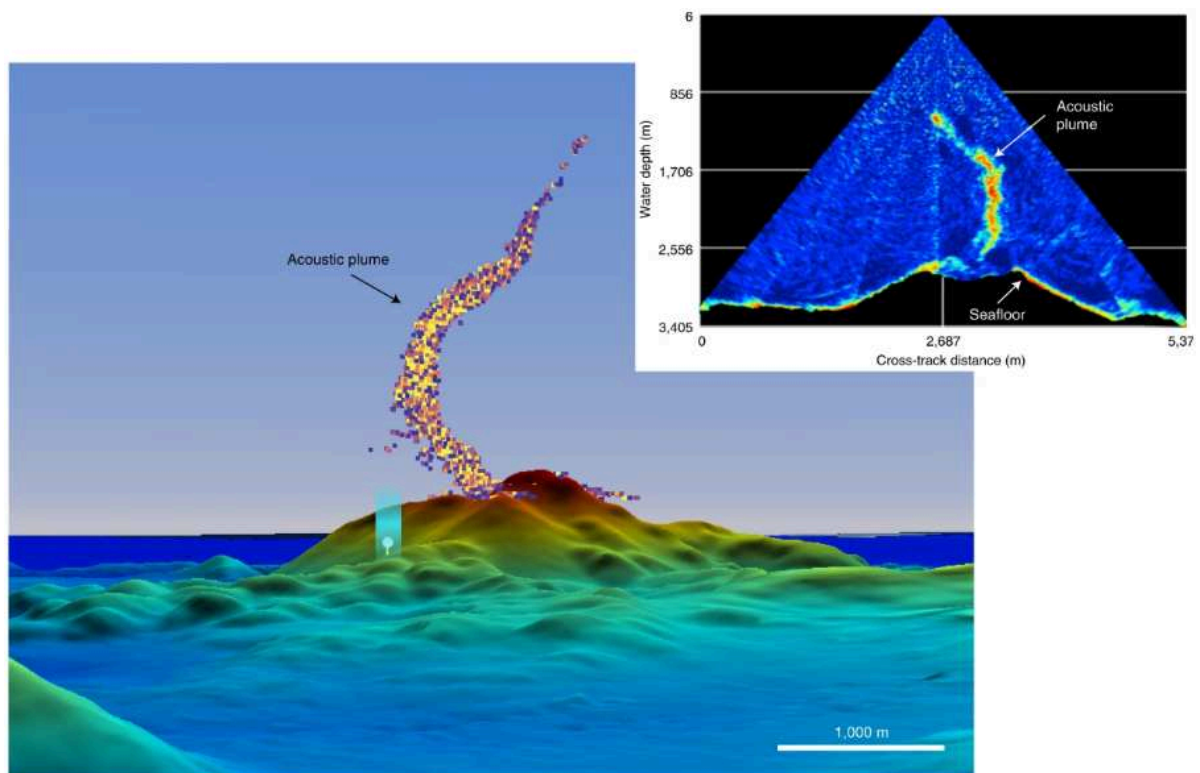 6
856
Acoustic
plume
Water depth (m)
1,706
2,556
Seafloor
3,405
0
2,687
5,37
Cross-track distance (m)
Acoustic plume
1,000 m